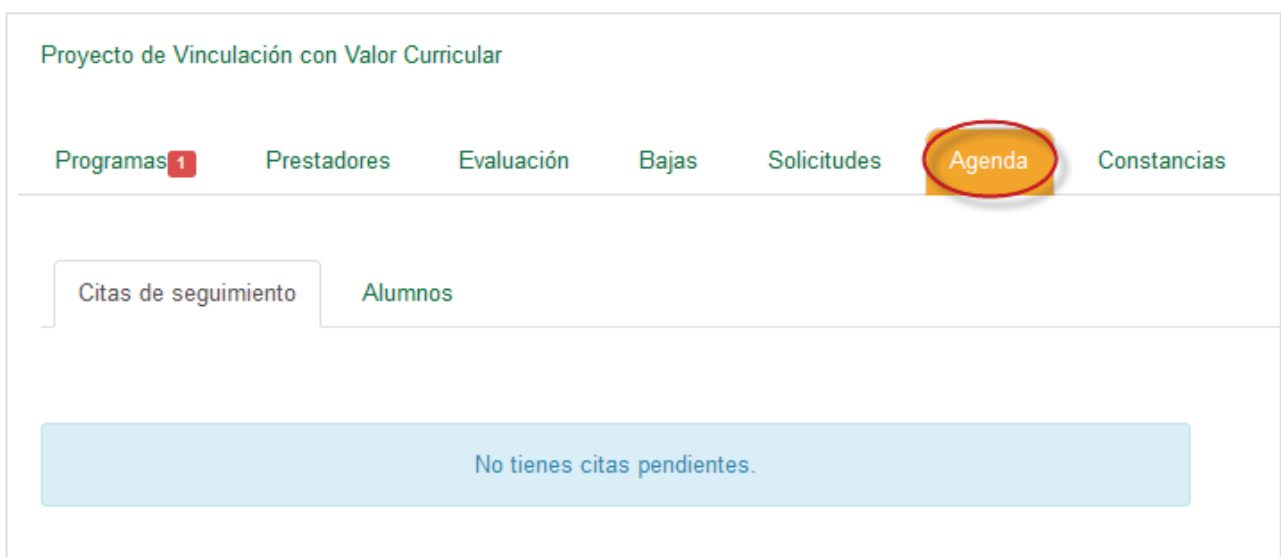 Proyecto de Vinculación con Valor Curricular
Programas 1 Prestadores Evaluación Bajas Solicitudes Agenda Constancias
Citas de seguimiento Alumnos
No tienes citas pendientes.